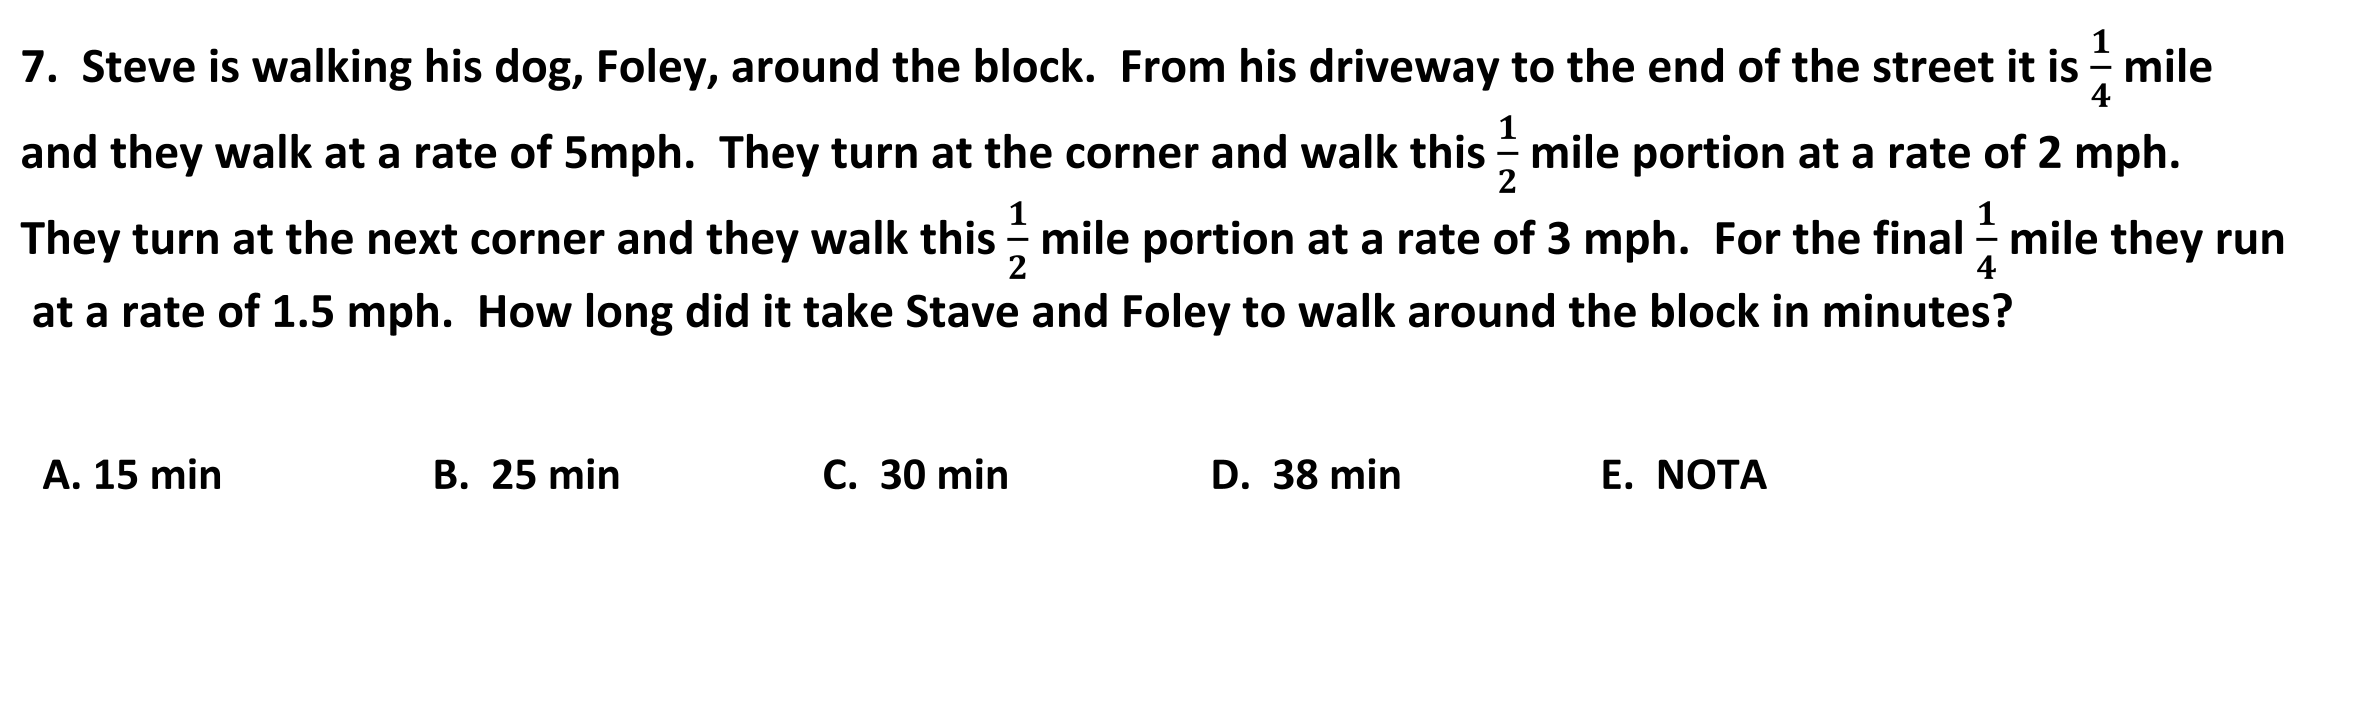 7.  Steve is walking his dog, Foley, around the block.  From his driveway to the end of the street it is 1/4 mile
and they walk at a rate of 5mph.  They turn at the corner and walk this 1/2 mile portion at a rate of 2 mph.
They turn at the next corner and they walk this 1/2 mile portion at a rate of 3 mph.  For the final 1/4 mile they run
at a rate of 1.5 mph.  How long did it take Stave and Foley to walk around the block in minutes?
A. 15 min    B.  25 min    C.  30 min    D.  38 min    E.  NOTA